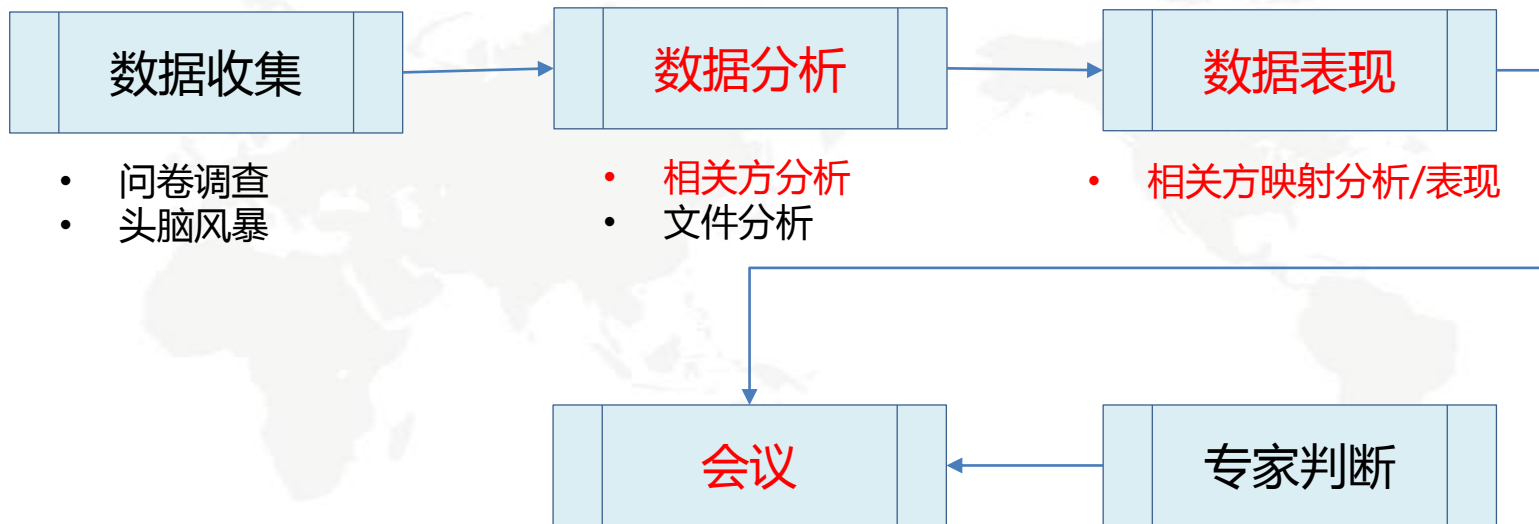 数据收集
数据分析
数据表现
• 问卷调查
• 头脑风暴
• 相关方分析
• 文件分析
• 相关方映射分析/表现
会议
专家判断